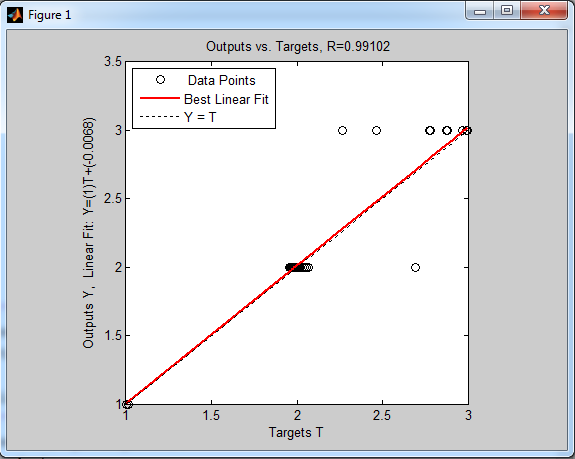 Figure 1
Outputs vs. Targets, R=0.99102
Data Points
Best Linear Fit
Y = T
Outputs Y, Linear Fit: Y=(1)T+(-0.0068)
3.5
3
2.5
2
1.5
1
1 1.5 2 2.5 3
Targets T